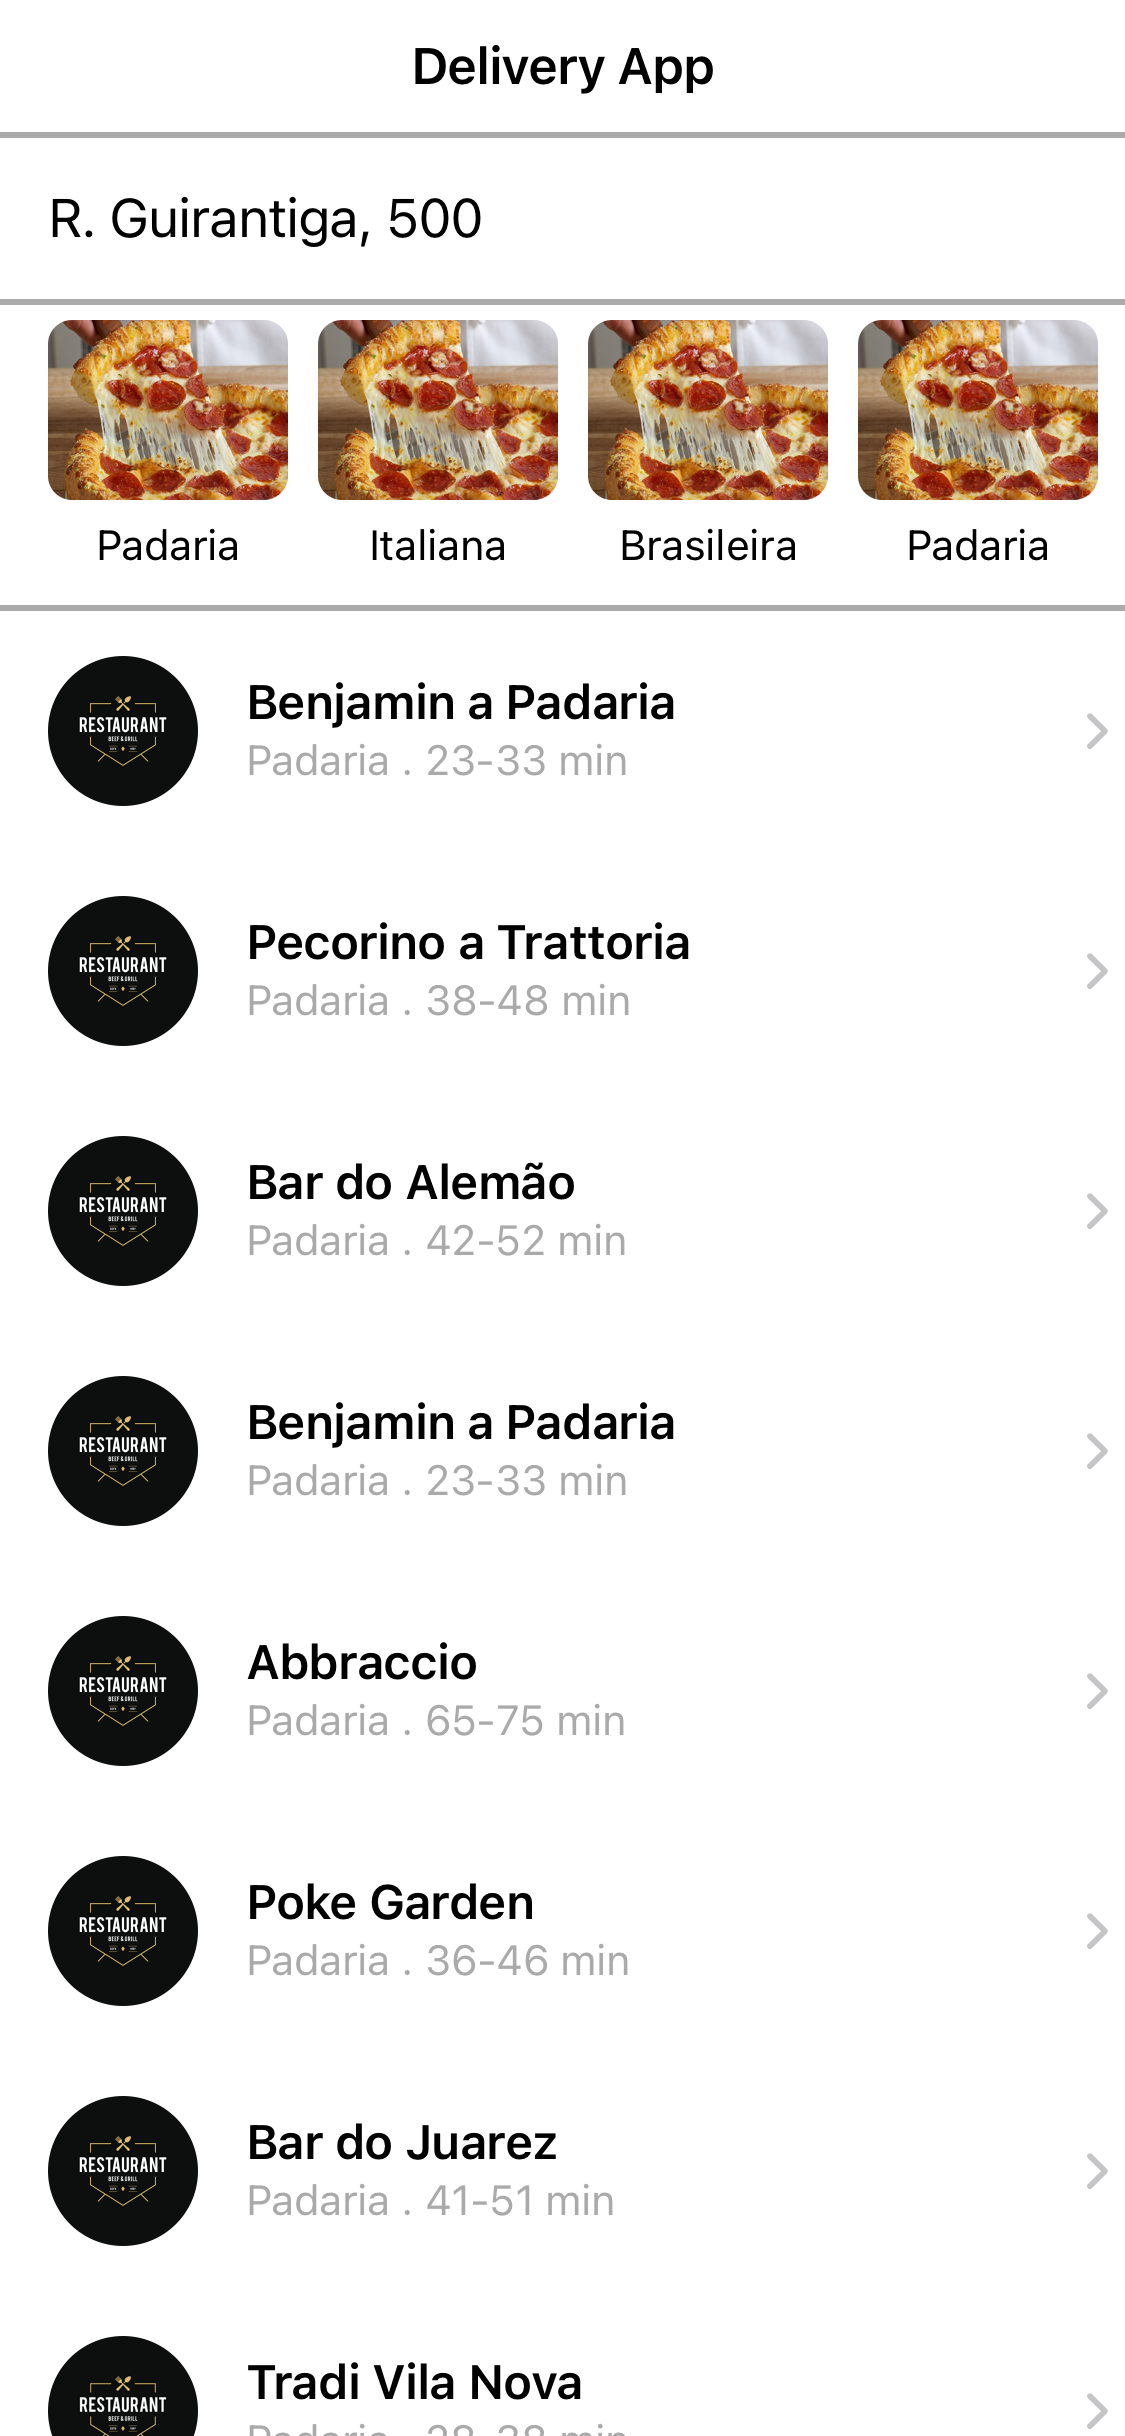 Delivery App
R. Guirantiga, 500
Padaria Italiana Brasileira Padaria
RESTAURANT
BEEF & GRILL
Benjamin a Padaria
Padaria . 23-33 min
RESTAURANT
BEEF & GRILL
Pecorino a Trattoria
Padaria . 38-48 min
RESTAURANT
BEEF & GRILL
Bar do Alemão
Padaria . 42-52 min
RESTAURANT
BEEF & GRILL
Benjamin a Padaria
Padaria . 23-33 min
RESTAURANT
BEEF & GRILL
Abbraccio
Padaria . 65-75 min
RESTAURANT
BEEF & GRILL
Poke Garden
Padaria . 36-46 min
RESTAURANT
BEEF & GRILL
Bar do Juarez
Padaria . 41-51 min
RESTAURANT
BEEF & GRILL
Tradi Vila Nova
Padaria . 28-38 min